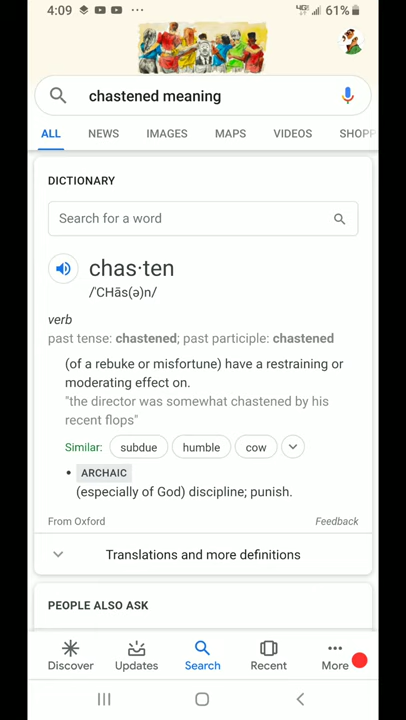 4:09 ... 61%
chastened meaning
ALL NEWS IMAGES MAPS VIDEOS SHOPP
DICTIONARY
Search for a word
chas·ten
/ˈCHās(ə)n/
verb
past tense: chastened; past participle: chastened
(of a rebuke or misfortune) have a restraining or
moderating effect on.
"the director was somewhat chastened by his
recent flops"
Similar: subdue humble cow
• ARCHAIC
(especially of God) discipline; punish.
From Oxford Feedback
Translations and more definitions
PEOPLE ALSO ASK
Discover Updates Search Recent More